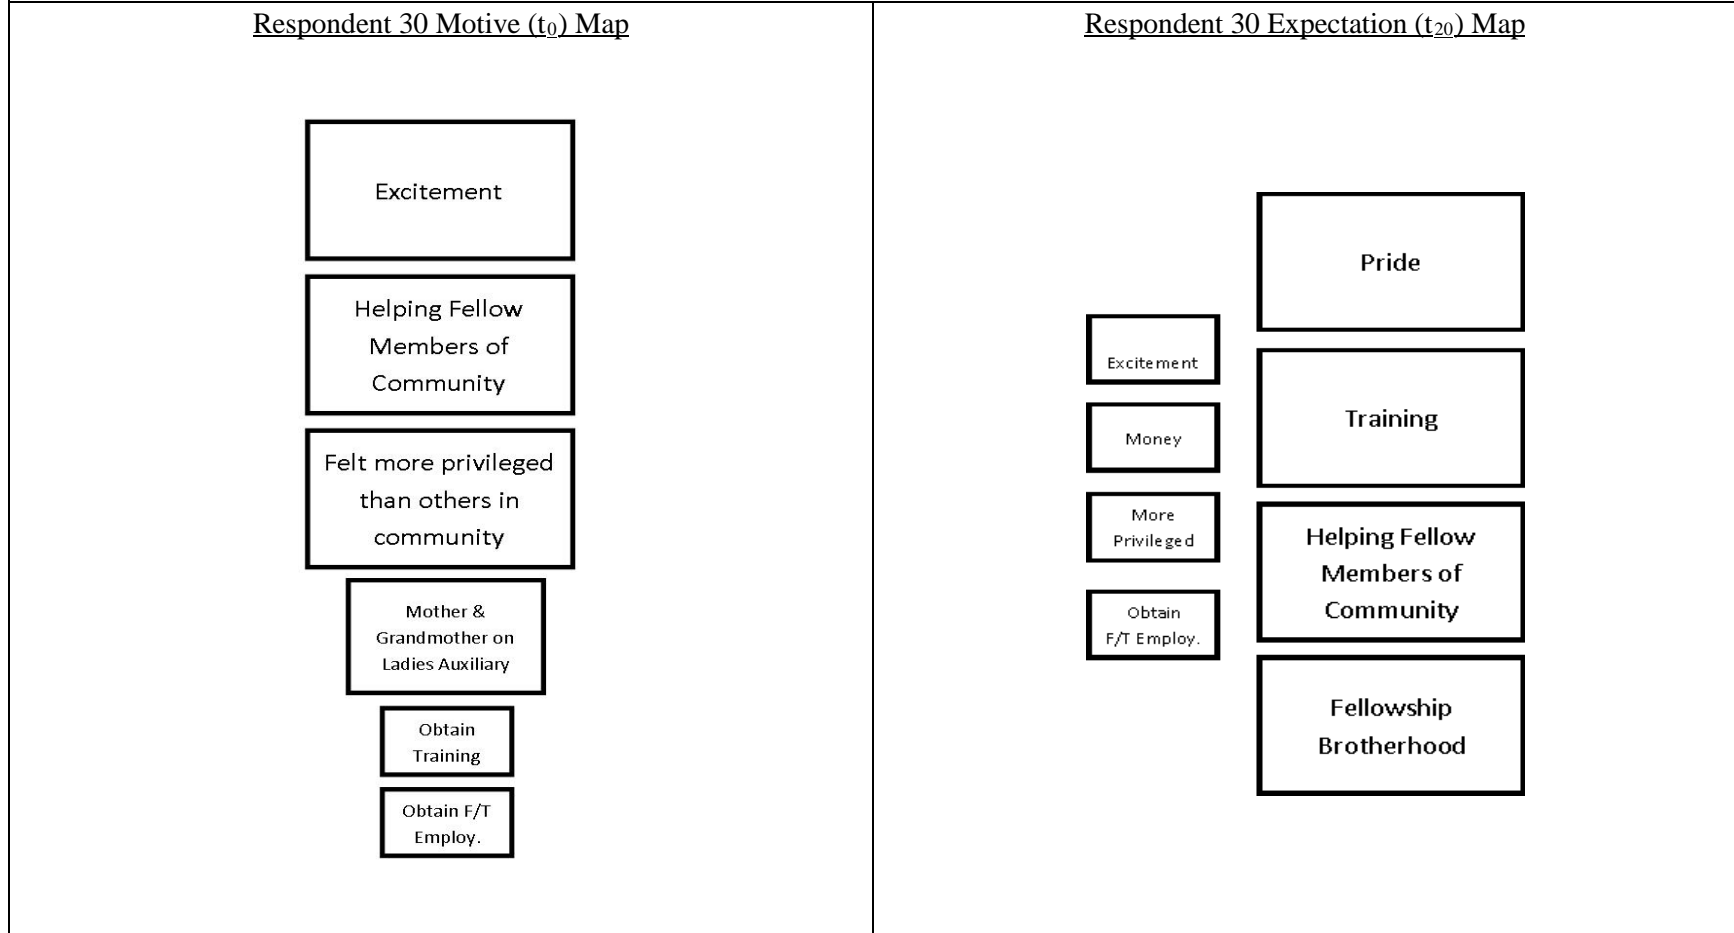 Respondent 30 Motive (t0) Map
Excitement
Helping Fellow
Members of
Community
Felt more privileged
than others in
community
Mother &
Grandmother on
Ladies Auxiliary
Obtain
Training
Obtain F/T
Employ.
Respondent 30 Expectation (t20) Map
Excitement
Money
More
Privileged
Obtain
F/T Employ.
Pride
Training
Helping Fellow
Members of
Community
Fellowship
Brotherhood